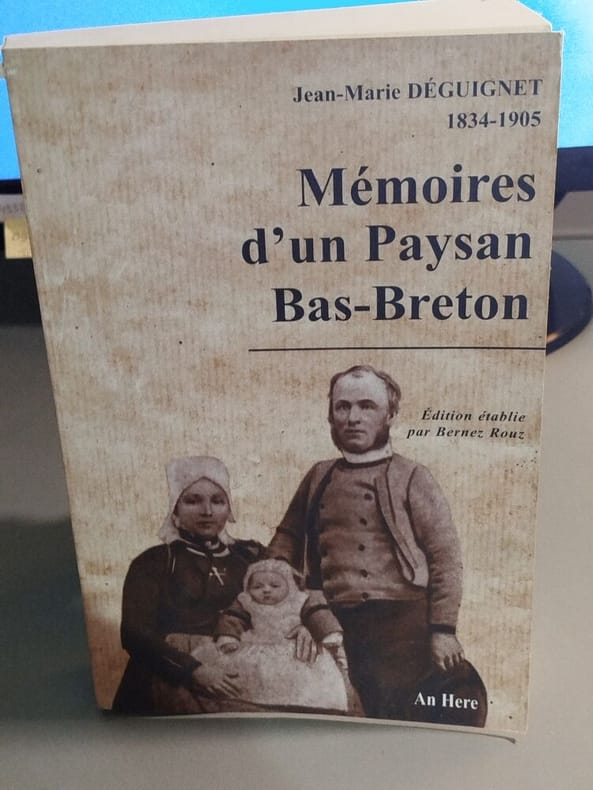 Jean-Marie DÉGUIGNET
1834-1905
Mémoires
d'un Paysan
Bas-Breton
Édition établie
par Bernez Rouz
An Here